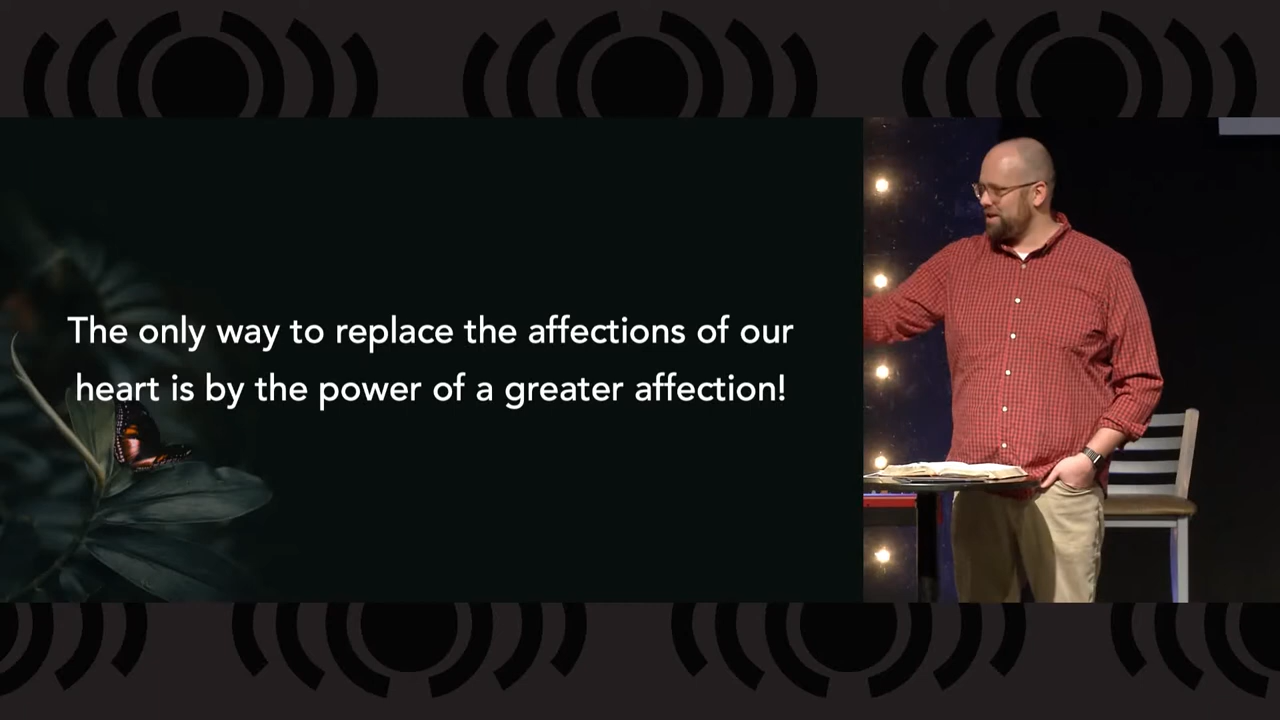 The only way to replace the affections of our
heart is by the power of a greater affection!